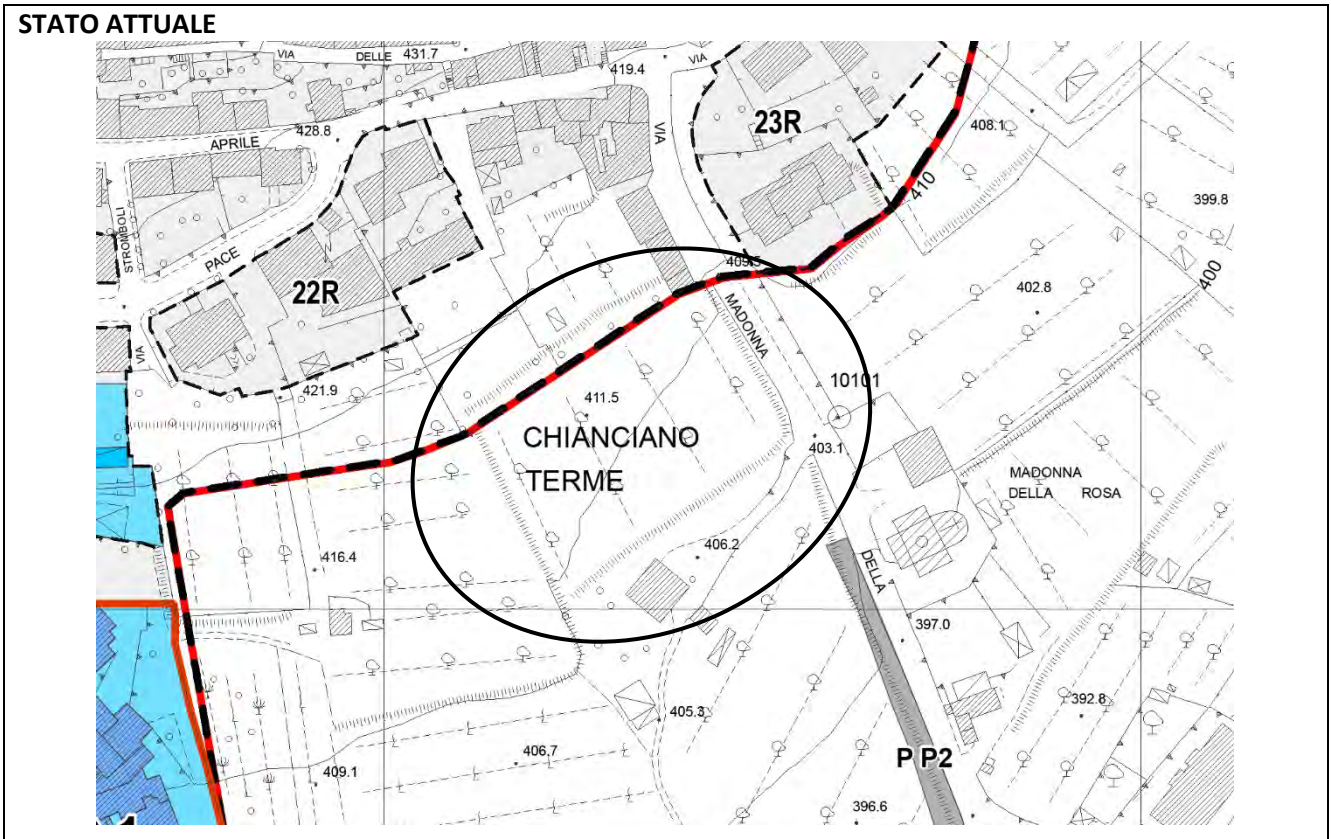 STATO ATTUALE
VIA DELLE 431.7
419.4
VIA
428.8
APRILE
VIA
23R
408.1
STROMBOLI
PACE
410
399.8
22R
409.5
400
402.8
MADONNA
VIA
421.9
10101
411.5
CHIANCIANO
TERME
403.1
MADONNA
DELLA ROSA
416.4
406.2
DELLA
397.0
405.3
392.8
406.7
P P2
409.1
396.6